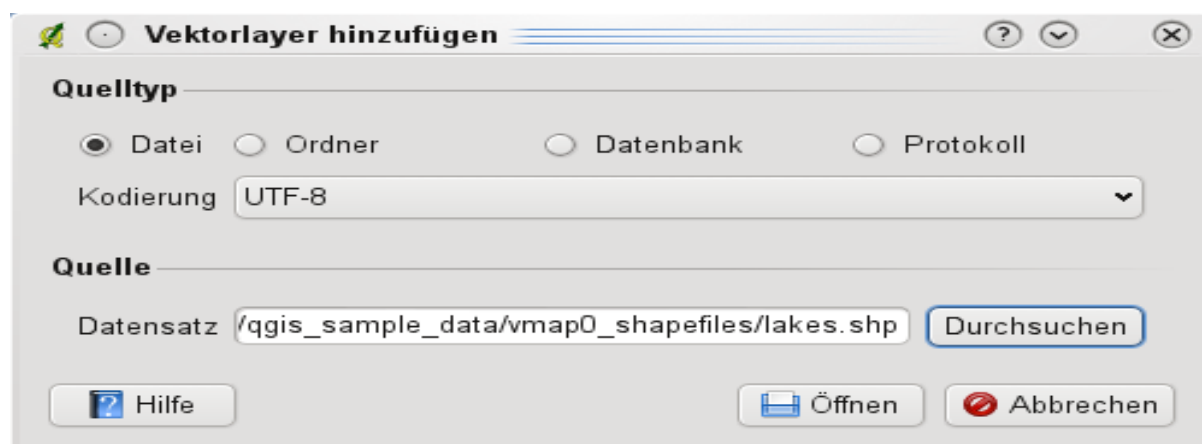 Vektorlayer hinzufügen
Quelltyp
Datei Ordner Datenbank Protokoll
Kodierung UTF-8
Quelle
Datensatz /qgis_sample_data/vmap0_shapefiles/lakes.shp Durchsuchen
Hilfe Öffnen Abbrechen